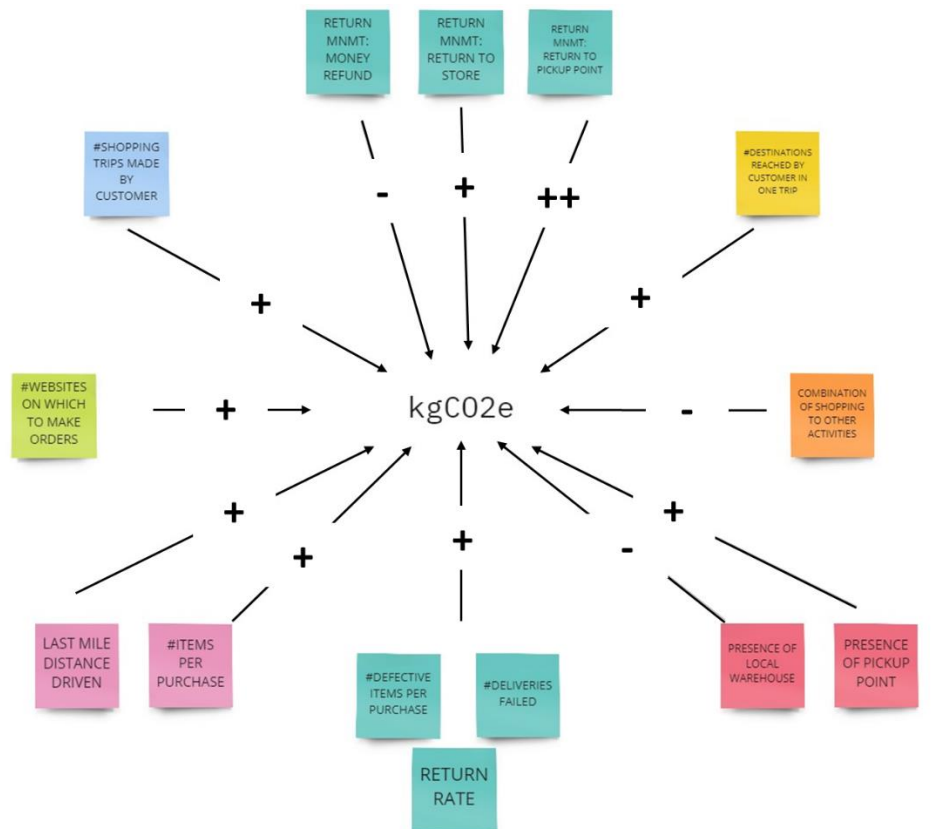 RETURN
MNMT:
MONEY
REFUND
RETURN
MNMT:
RETURN TO
STORE
RETURN
MNMT:
RETURN TO
PICKUP POINT
#SHOPPING
TRIPS MADE
BY
CUSTOMER
#DESTINATIONS
REACHED BY
CUSTOMER IN
ONE TRIP
-
+
++
+
+
#WEBSITES
ON WHICH
TO MAKE
ORDERS
+
kgCO2e
-
COMBINATION
OF SHOPPING
TO OTHER
ACTIVITIES
+
+
+
-
+
LAST MILE
DISTANCE
DRIVEN
#ITEMS
PER
PURCHASE
#DEFECTIVE
ITEMS PER
PURCHASE
#DELIVERIES
FAILED
RETURN
RATE
PRESENCE OF
LOCAL
WAREHOUSE
PRESENCE
OF PICKUP
POINT